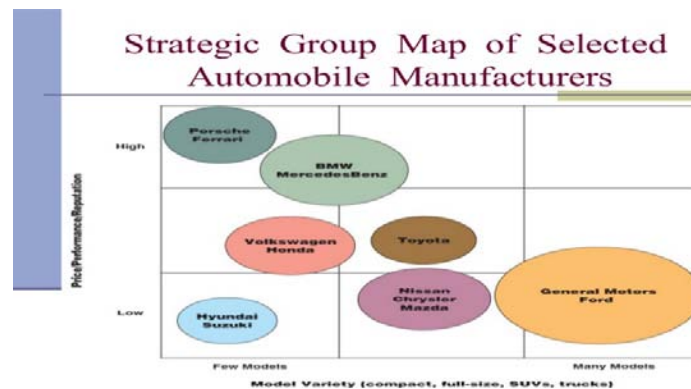 Strategic Group Map of Selected
Automobile Manufacturers
High
Low
Price/Performance/Reputation
Porsche
Ferrari
BMW
MercedesBenz
Volkswagen
Honda
Toyota
Nissan
Chrysler
Mazda
General Motors
Ford
Hyundai
Suzuki
Few Models
Many Models
Model Variety (compact, full-size, SUVs, trucks)